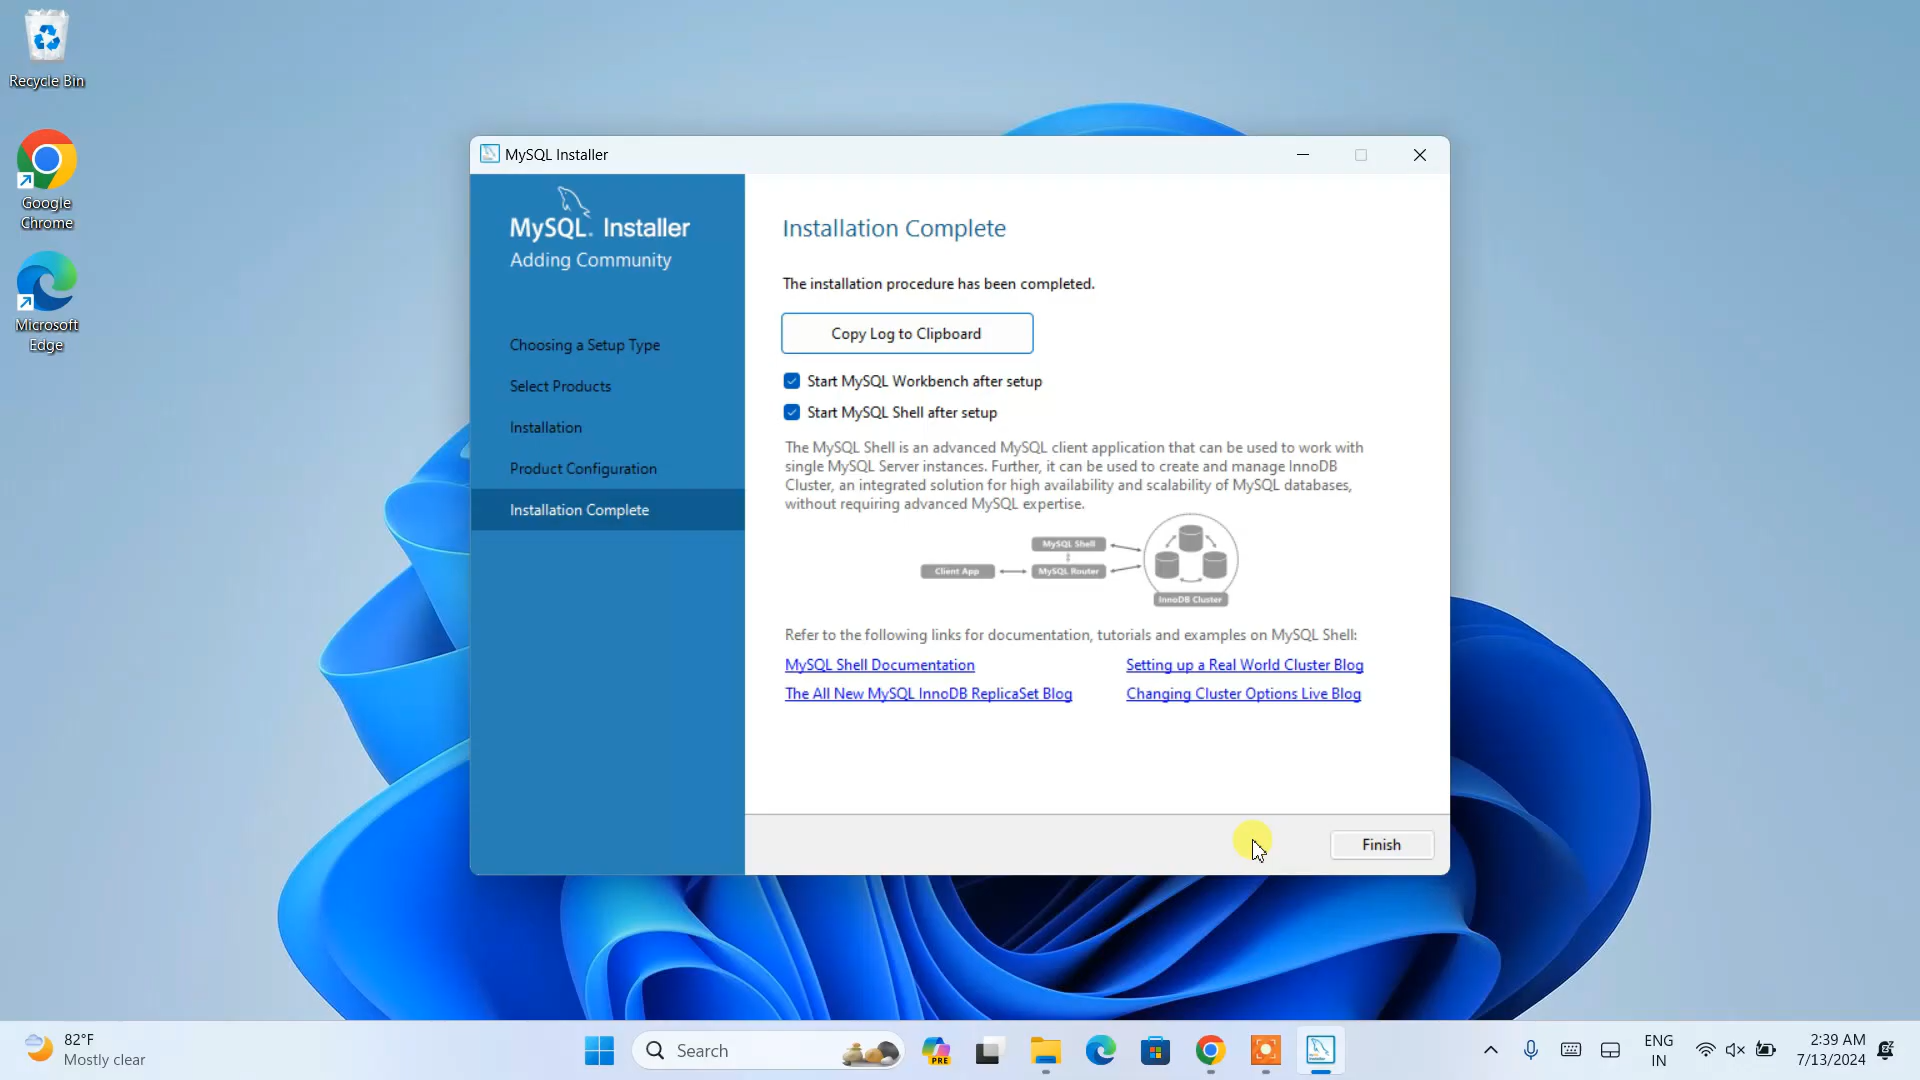 Recycle Bin
Google
Chrome
Microsoft
Edge
MySQL Installer
MySQL. Installer
Adding Community
Choosing a Setup Type
Select Products
Installation
Product Configuration
Installation Complete
Installation Complete
The installation procedure has been completed.
Copy Log to Clipboard
Start MySQL Workbench after setup
Start MySQL Shell after setup
The MySQL Shell is an advanced MySQL client application that can be used to work with
single MySQL Server instances. Further, it can be used to create and manage InnoDB
Cluster, an integrated solution for high availability and scalability of MySQL databases,
without requiring advanced MySQL expertise.
MySQL Shell
Client App
MySQL Router
InnoDB Cluster
Refer to the following links for documentation, tutorials and examples on MySQL Shell:
MySQL Shell Documentation
Setting up a Real World Cluster Blog
The All New MySQL InnoDB ReplicaSet Blog
Changing Cluster Options Live Blog
Finish
82°F
Mostly clear
Search
PRE
ENG
IN
2:39 AM
7/13/2024